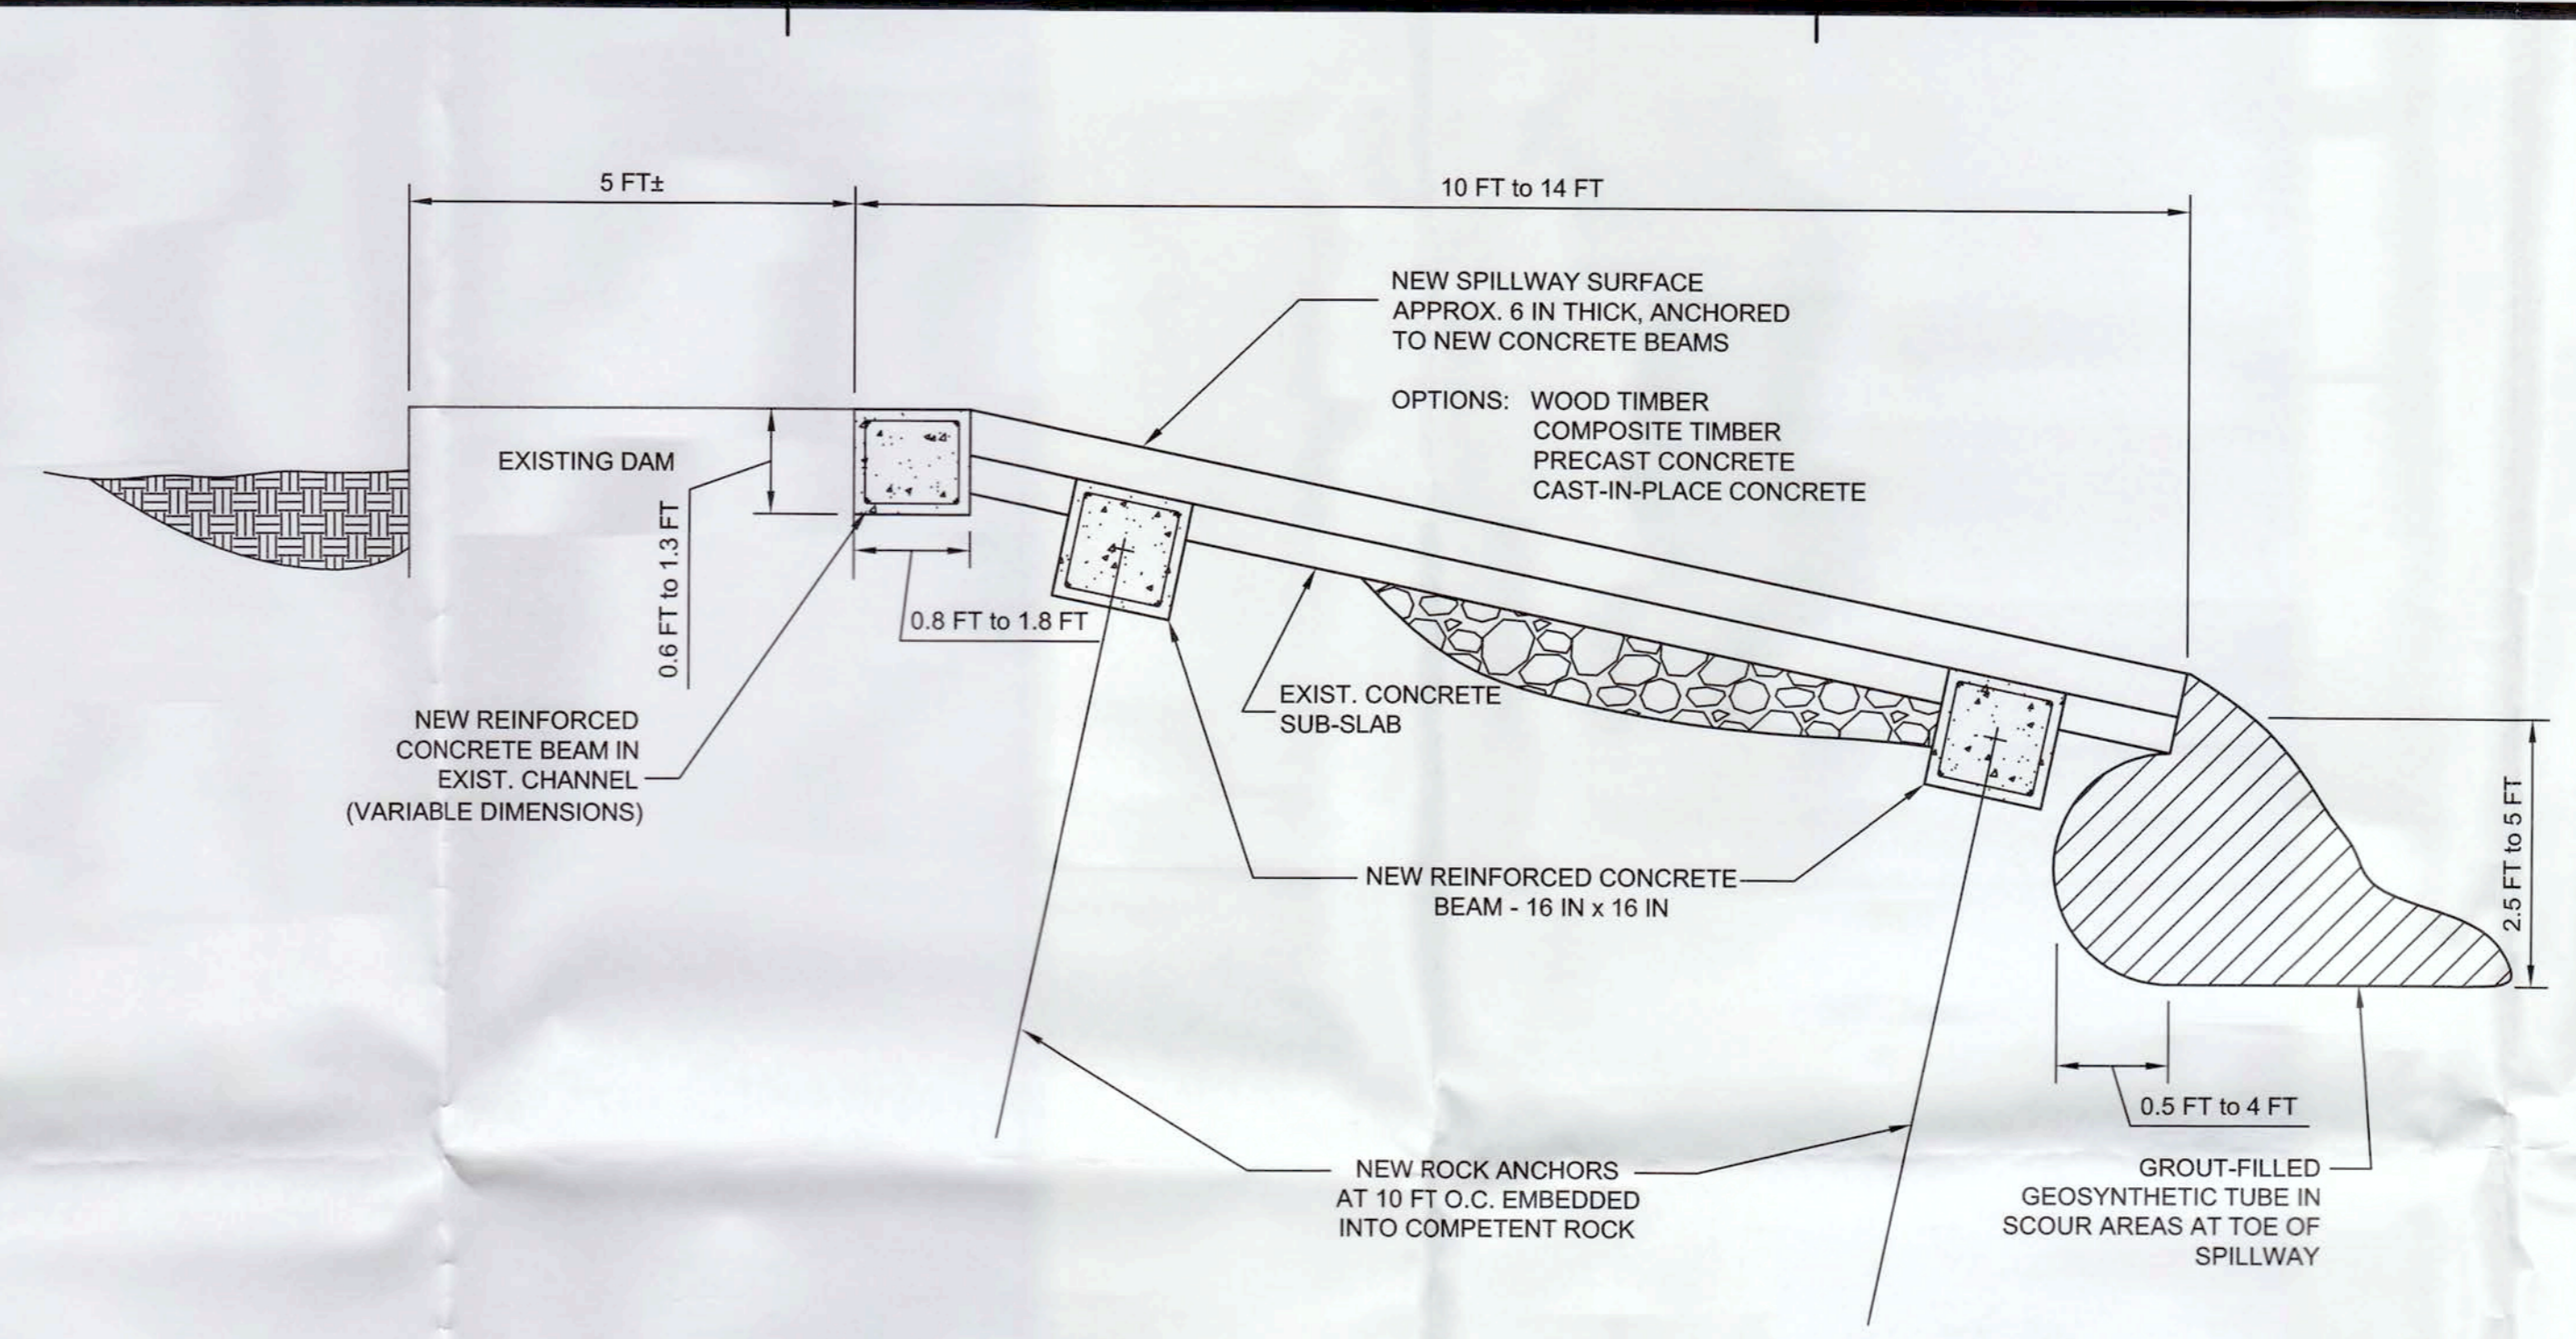 5 FT±
10 FT to 14 FT
NEW SPILLWAY SURFACE
APPROX. 6 IN THICK, ANCHORED
TO NEW CONCRETE BEAMS
OPTIONS: WOOD TIMBER
COMPOSITE TIMBER
PRECAST CONCRETE
CAST-IN-PLACE CONCRETE
EXISTING DAM
0.6 FT to 1.3 FT
0.8 FT to 1.8 FT
EXIST. CONCRETE
SUB-SLAB
NEW REINFORCED
CONCRETE BEAM IN
EXIST. CHANNEL
(VARIABLE DIMENSIONS)
NEW REINFORCED CONCRETE
BEAM - 16 IN x 16 IN
2.5 FT to 5 FT
0.5 FT to 4 FT
NEW ROCK ANCHORS
AT 10 FT O.C. EMBEDDED
INTO COMPETENT ROCK
GROUT-FILLED
GEOSYNTHETIC TUBE IN
SCOUR AREAS AT TOE OF
SPILLWAY